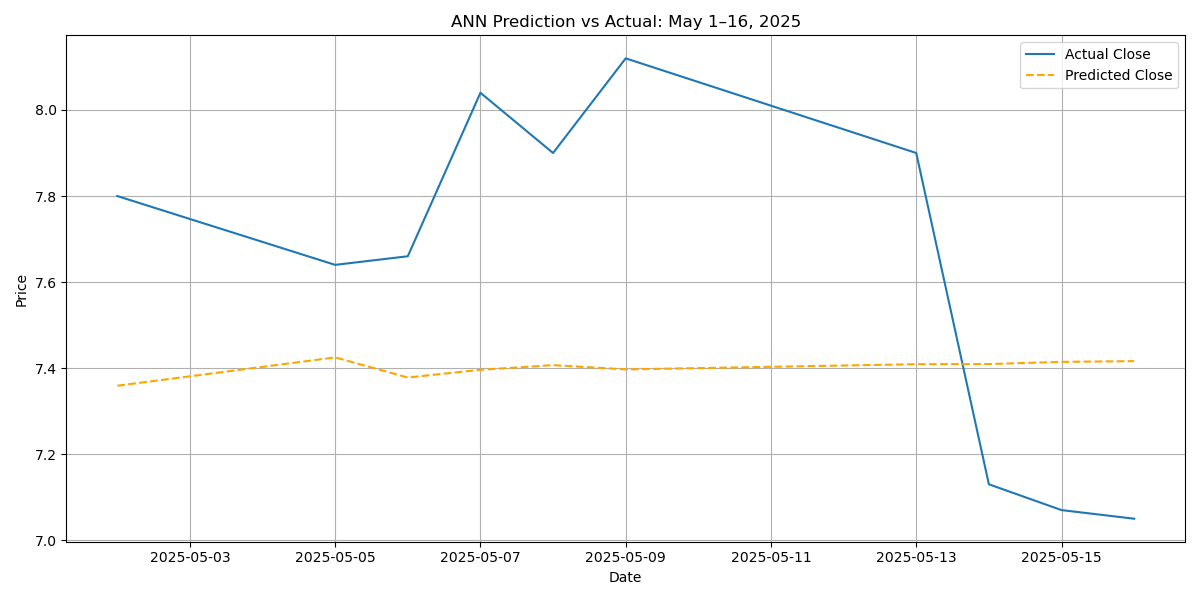 ANN Prediction vs Actual: May 1–16, 2025
Actual Close
Predicted Close
Price
8.0
7.8
7.6
7.4
7.2
7.0
2025-05-03 2025-05-05 2025-05-07 2025-05-09 2025-05-11 2025-05-13 2025-05-15
Date